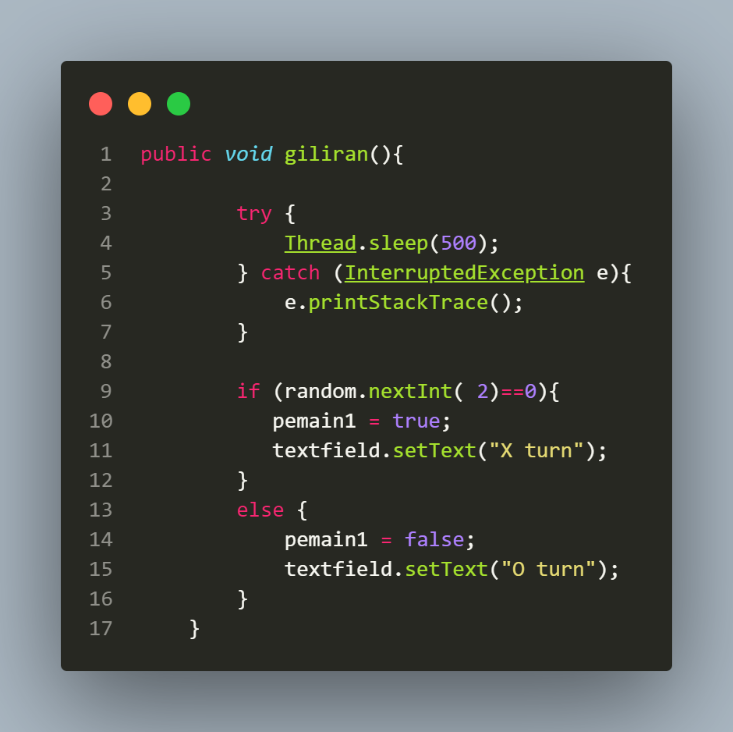 1 public void giliran(){
2
3 try {
4 Thread.sleep(500);
5 } catch (InterruptedException e){
6 e.printStackTrace();
7 }
8
9 if (random.nextInt( 2)==0){
10 pemain1 = true;
11 textfield.setText("X turn");
12 }
13 else {
14 pemain1 = false;
15 textfield.setText("O turn");
16 }
17 }